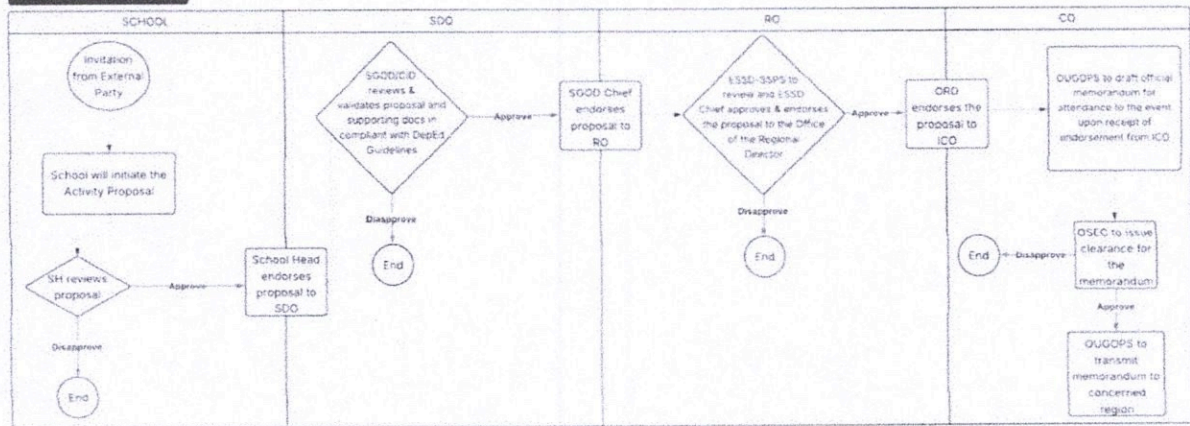 SCHOOL
SDO
RO
CO
Invitation
from External
Party
School will initiate the
Activity Proposal
SH reviews
proposal
Approve
Disapprove
End
School Head
endorses
proposal to
SDO
SGOD/CID
reviews &
validates proposal and
supporting docs in
compliant with DepEd
Guidelines
Approve
Disapprove
End
SGOD Chief
endorses
proposal to
RO
ESSD-SSPS to
review and ESSD
Chief approves & endorses
the proposal to the Office
of the Regional
Director
Approve
Disapprove
End
ORD
endorses the
proposal to
ICO
OUGOPS to draft official
memorandum for
attendance to the event
upon receipt of
endorsement from ICO
OSEC to issue
clearance for
the
memorandum
Disapprove
End
Approve
OUGOPS to
transmit
memorandum to
concerned
region